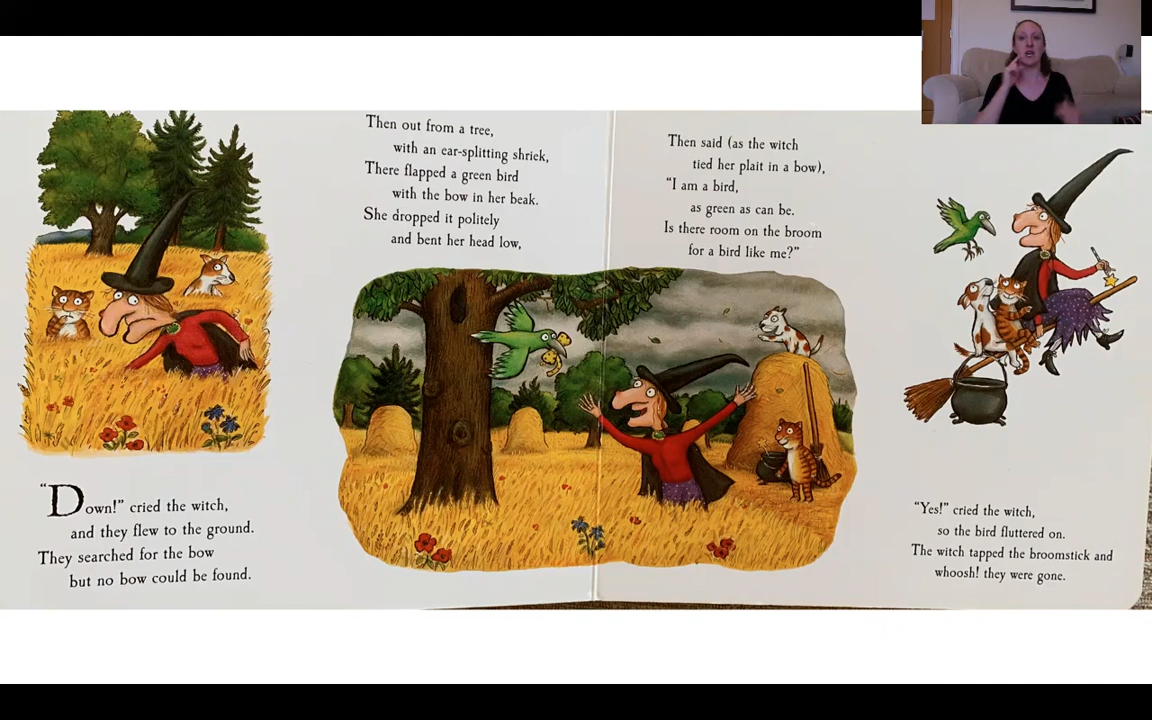 “Down!” cried the witch,
and they flew to the ground.
They searched for the bow
but no bow could be found.
Then out from a tree,
with an ear-splitting shriek,
There flapped a green bird
with the bow in her beak.
She dropped it politely
and bent her head low,
Then said (as the witch
tied her plait in a bow),
“I am a bird,
as green as can be.
Is there room on the broom
for a bird like me?”
“Yes!” cried the witch,
so the bird fluttered on.
The witch tapped the broomstick and
whoosh! they were gone.